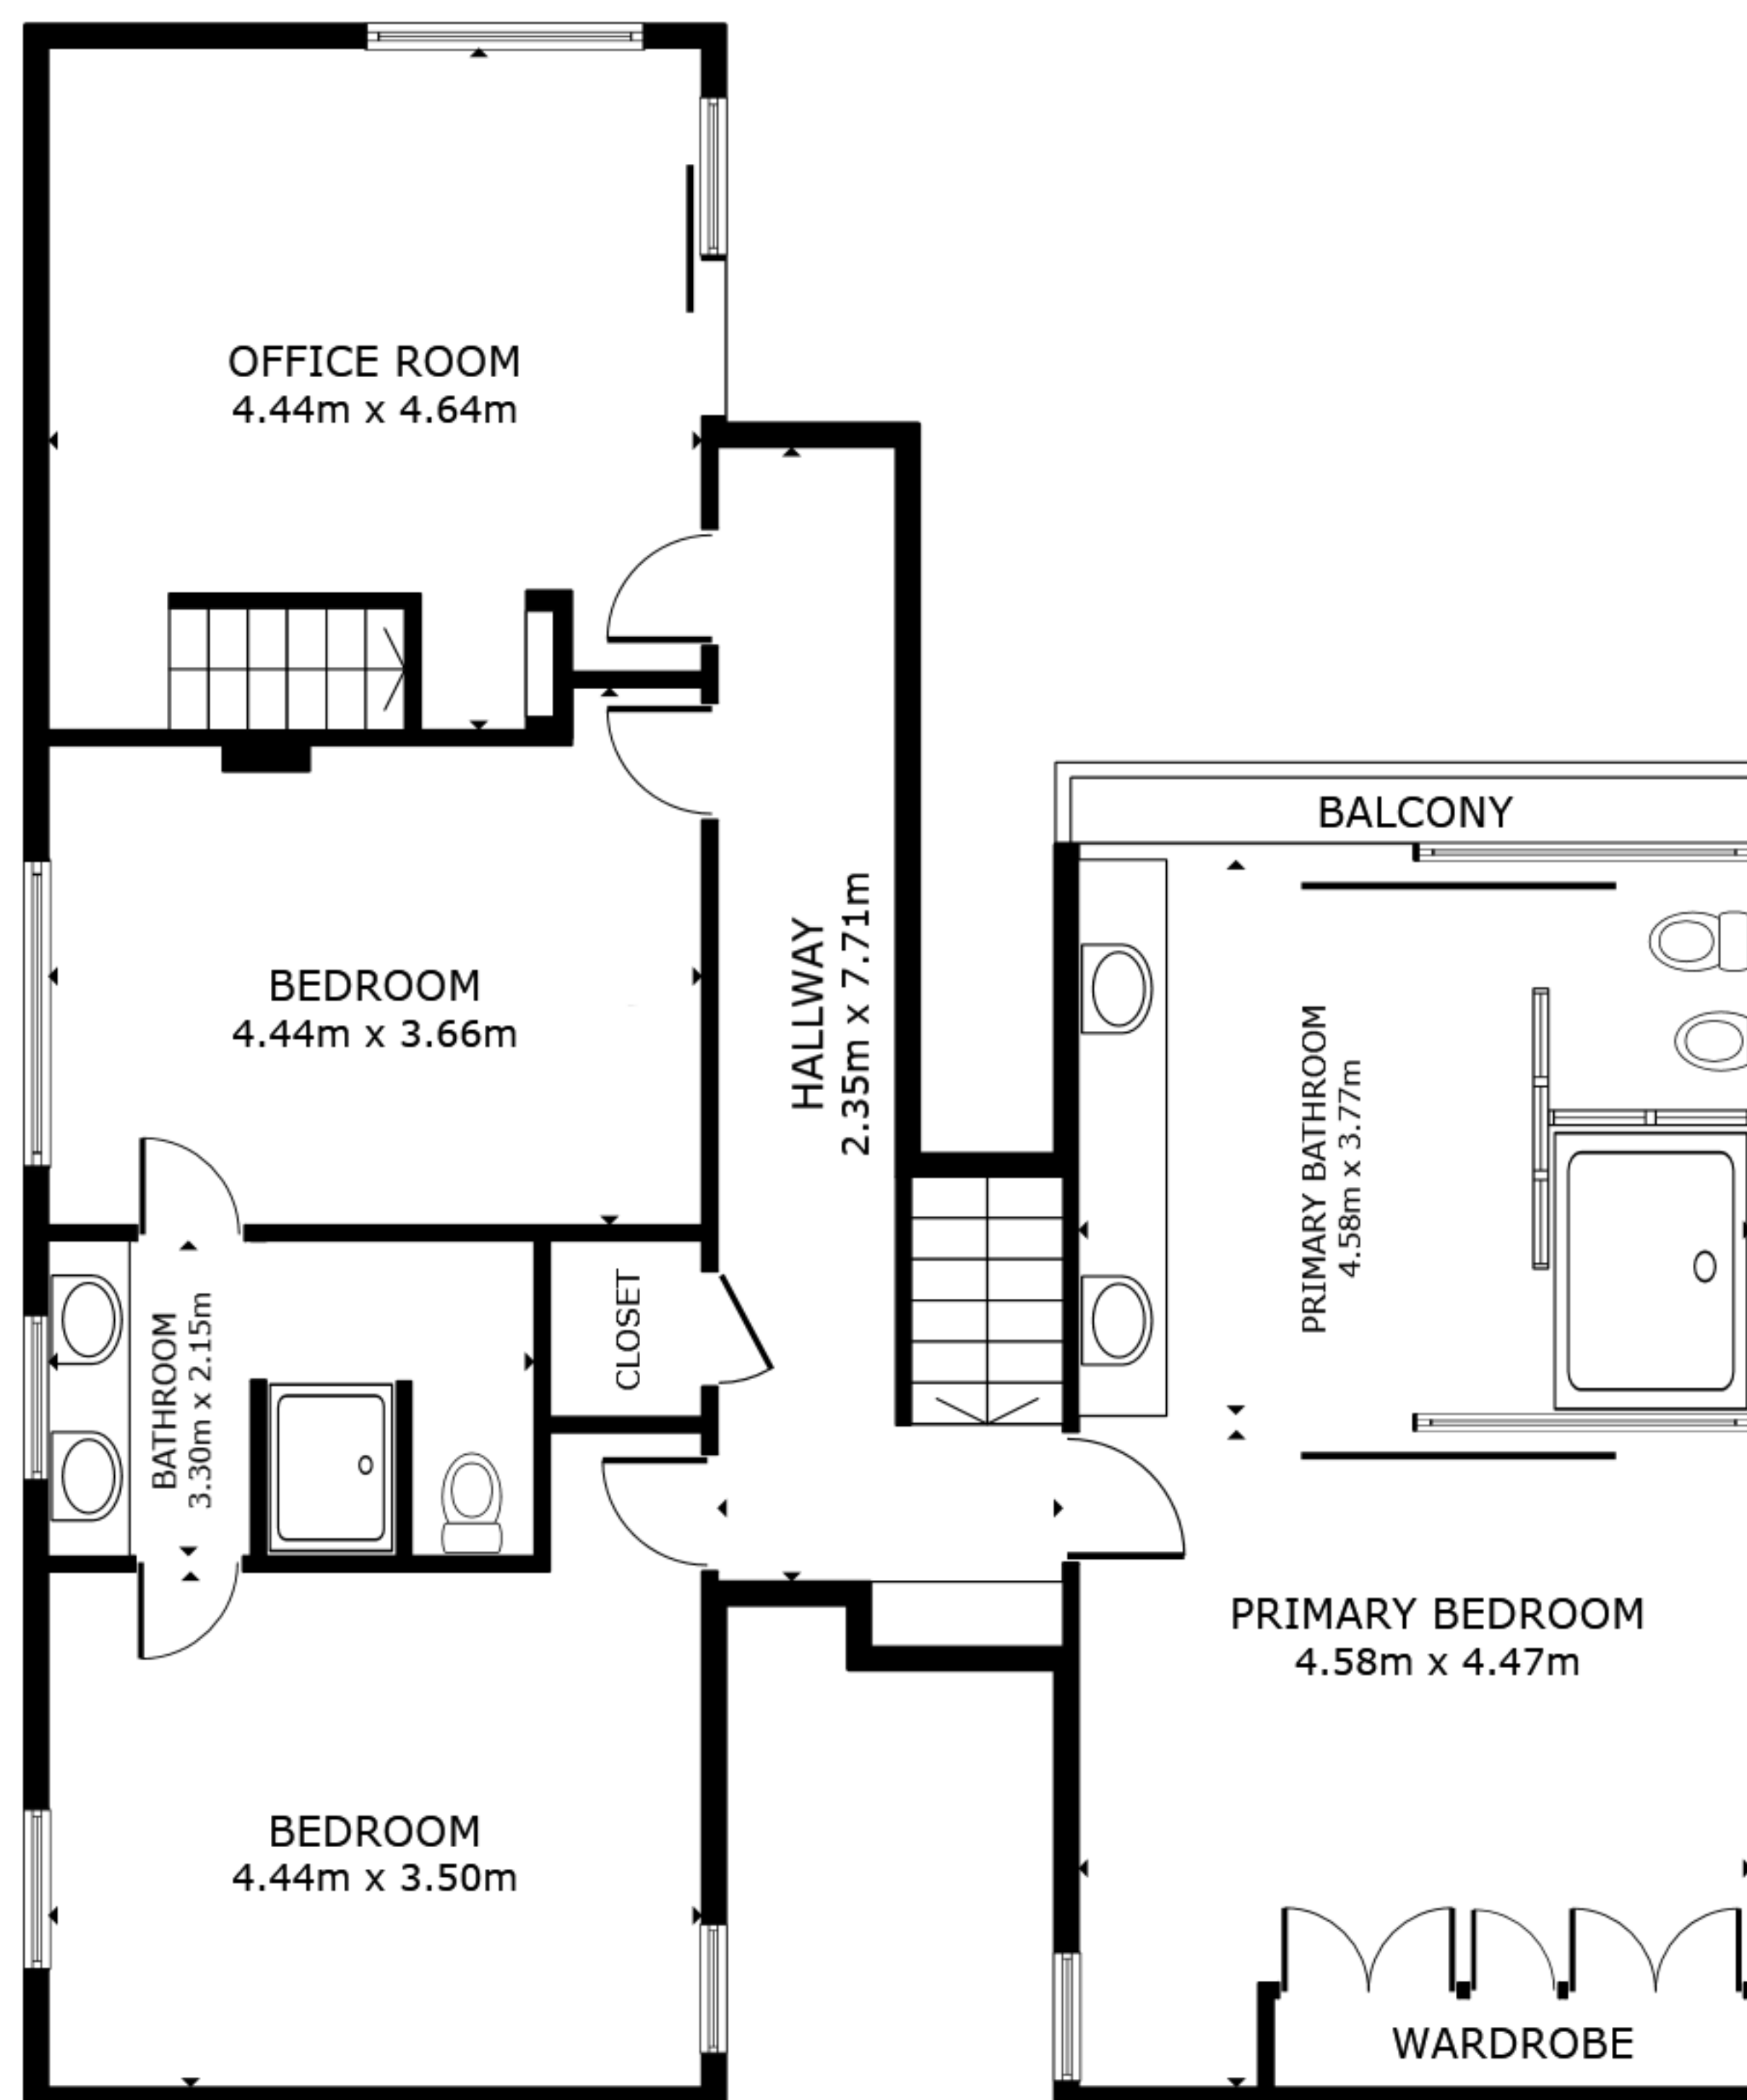 OFFICE ROOM
4.44m x 4.64m
BALCONY
BEDROOM
4.44m x 3.66m
HALLWAY
2.35m x 7.71m
PRIMARY BATHROOM
4.58m x 3.77m
BATHROOM
3.30m x 2.15m
CLOSET
PRIMARY BEDROOM
4.58m x 4.47m
BEDROOM
4.44m x 3.50m
WARDROBE